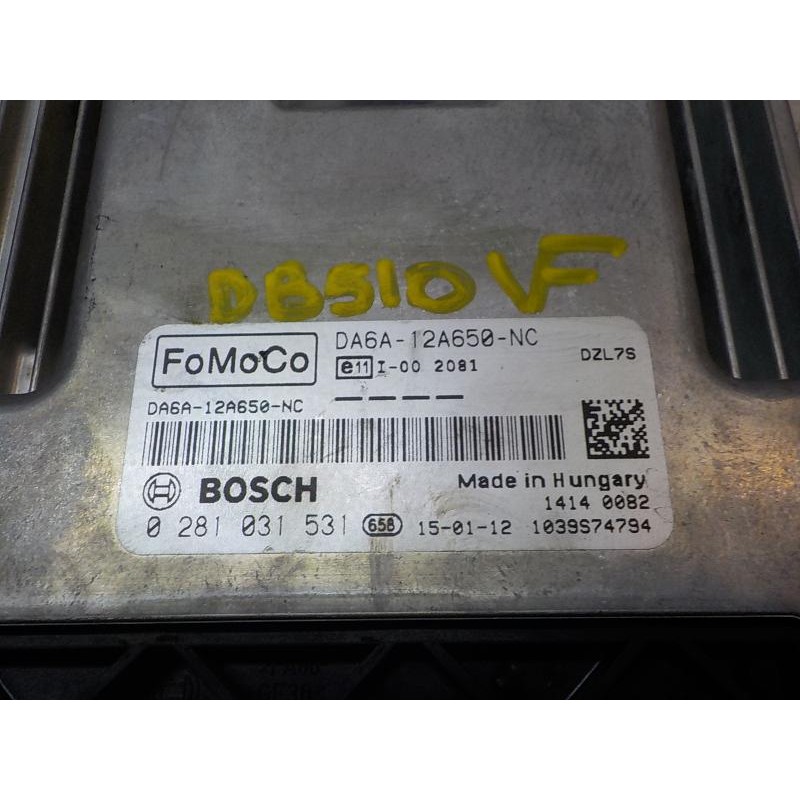 DB510 VF
FoMoCo
DA6A-12A650-NC
DZL7S
e11 I-00 2081
DA6A-12A650-NC
BOSCH
Made in Hungary
1414 0082
0 281 031 531 658 15-01-12 1039S74794